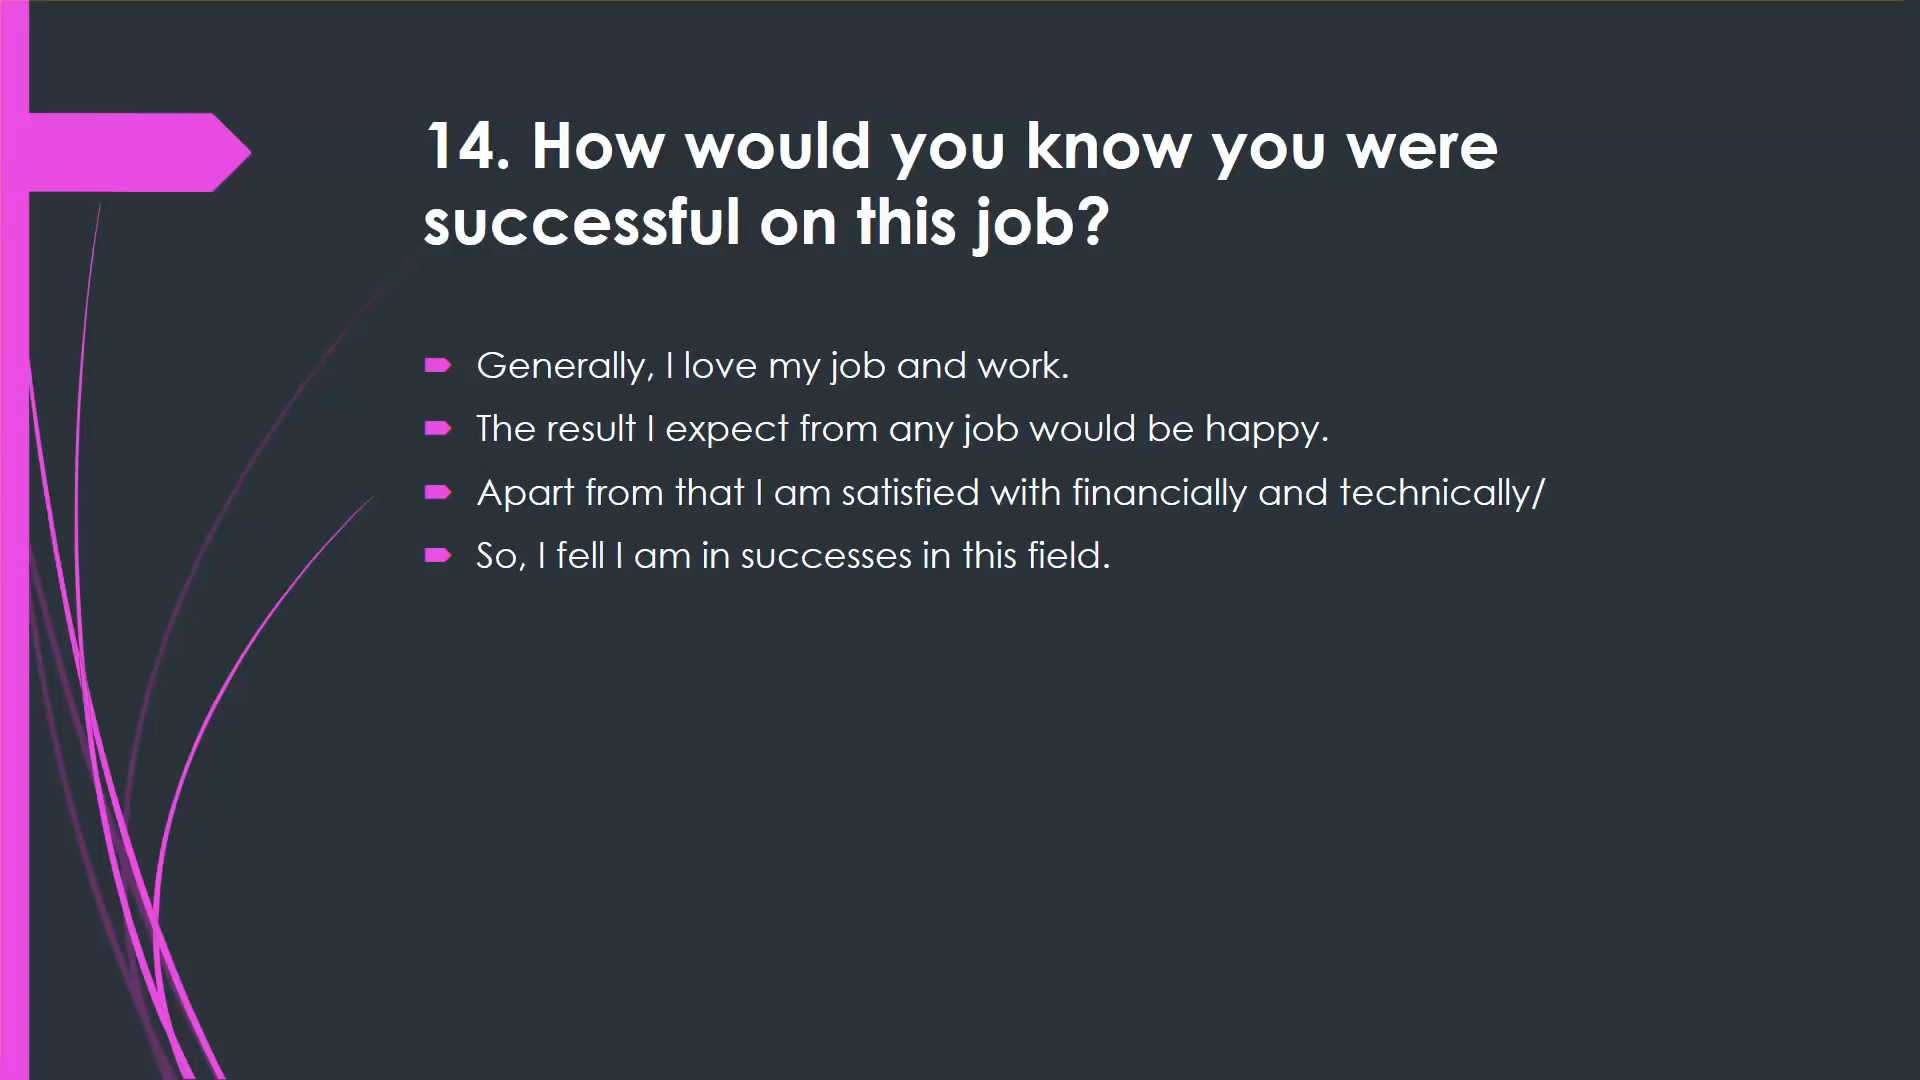 14. How would you know you were
successful on this job?
Generally, I love my job and work.
The result I expect from any job would be happy.
Apart from that I am satisfied with financially and technically/
So, I fell I am in successes in this field.